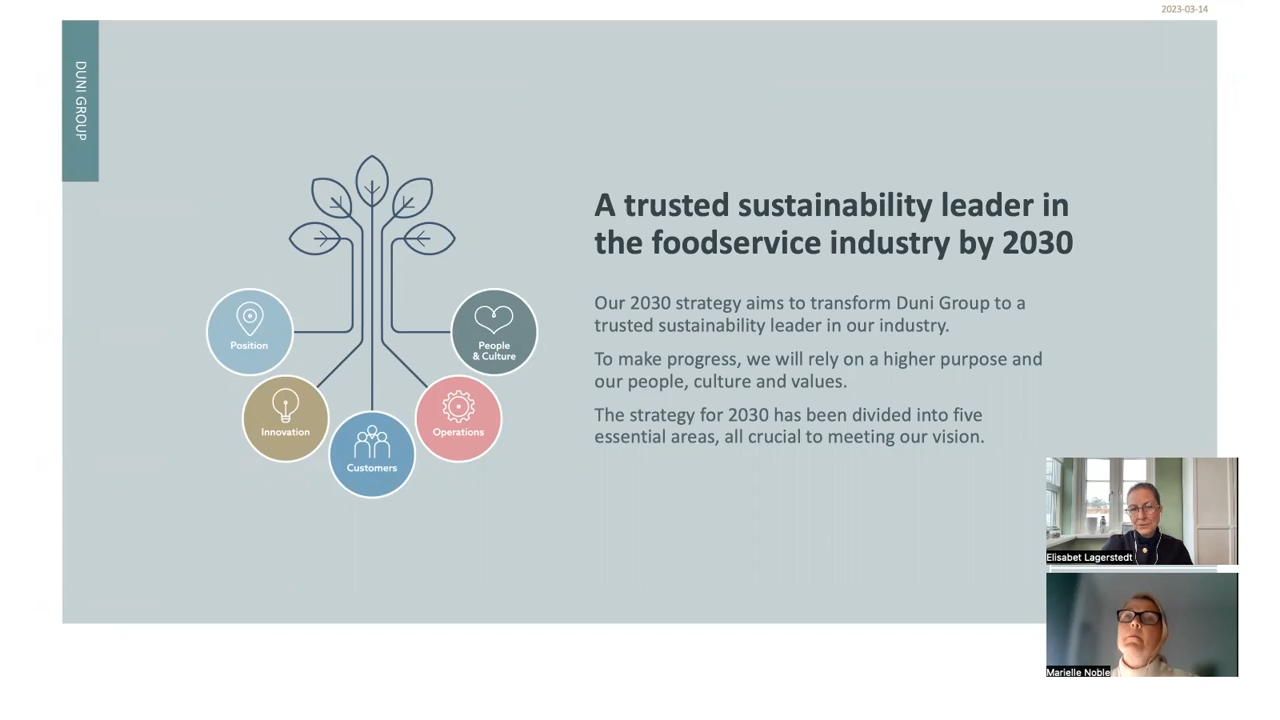 2023-03-14
DUNI GROUP
A trusted sustainability leader in
the foodservice industry by 2030
Our 2030 strategy aims to transform Duni Group to a
trusted sustainability leader in our industry.
To make progress, we will rely on a higher purpose and
our people, culture and values.
The strategy for 2030 has been divided into five
essential areas, all crucial to meeting our vision.
Position
Innovation
Customers
Operations
People
& Culture
Elisabet Lagerstedt
Marielle Noble